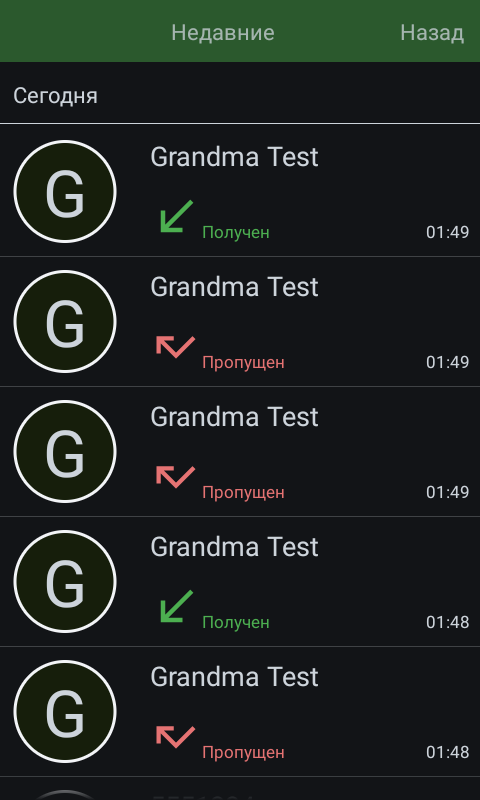 Недавние
Назад
Сегодня
G
Grandma Test
Получен
01:49
G
Grandma Test
Пропущен
01:49
G
Grandma Test
Пропущен
01:49
G
Grandma Test
Получен
01:48
G
Grandma Test
Пропущен
01:48